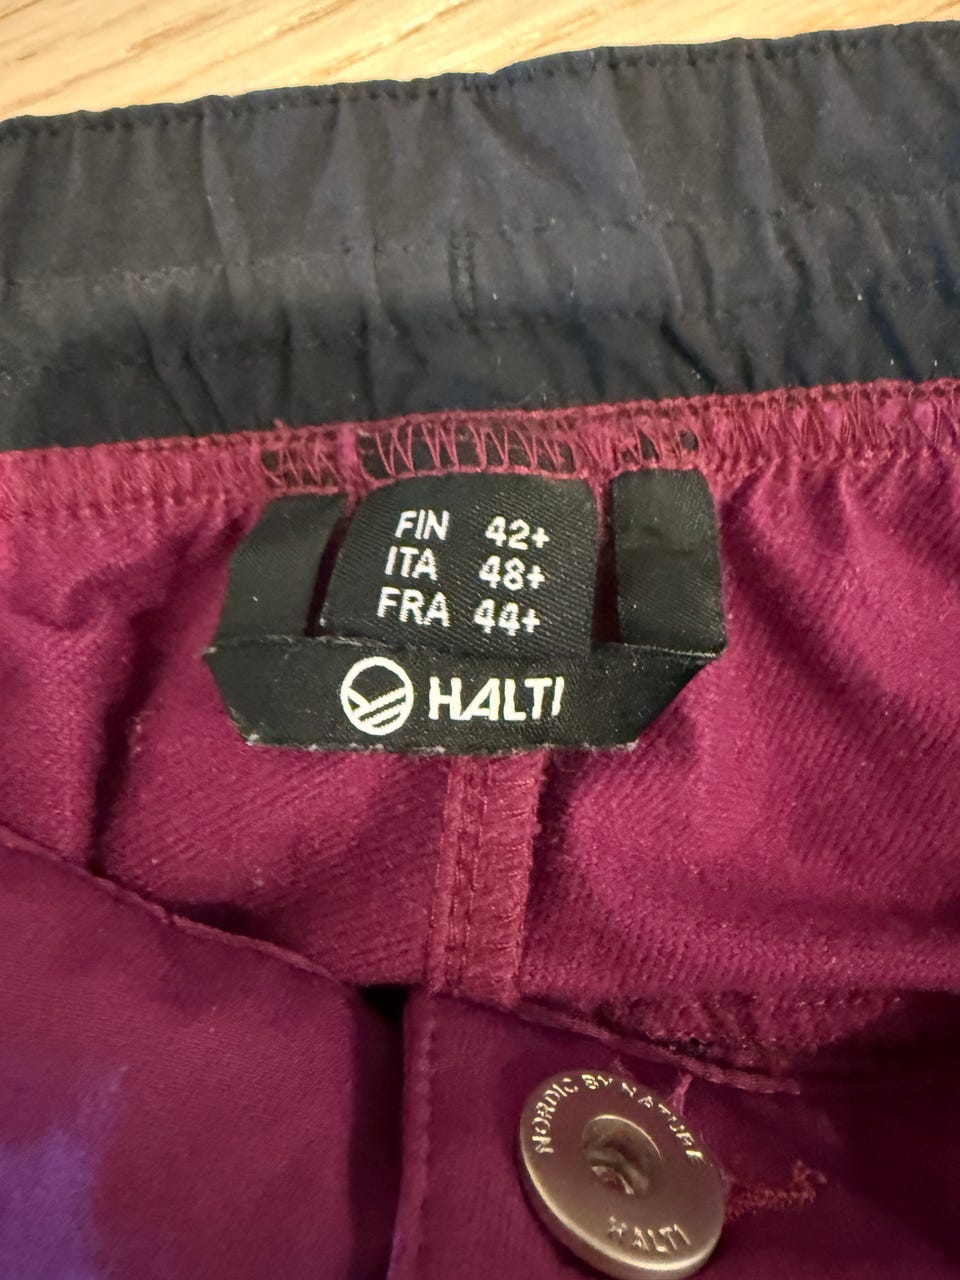 FIN 42+
ITA 48+
FRA 44+
HALTI
NORDIC BY NATURE
HALTI